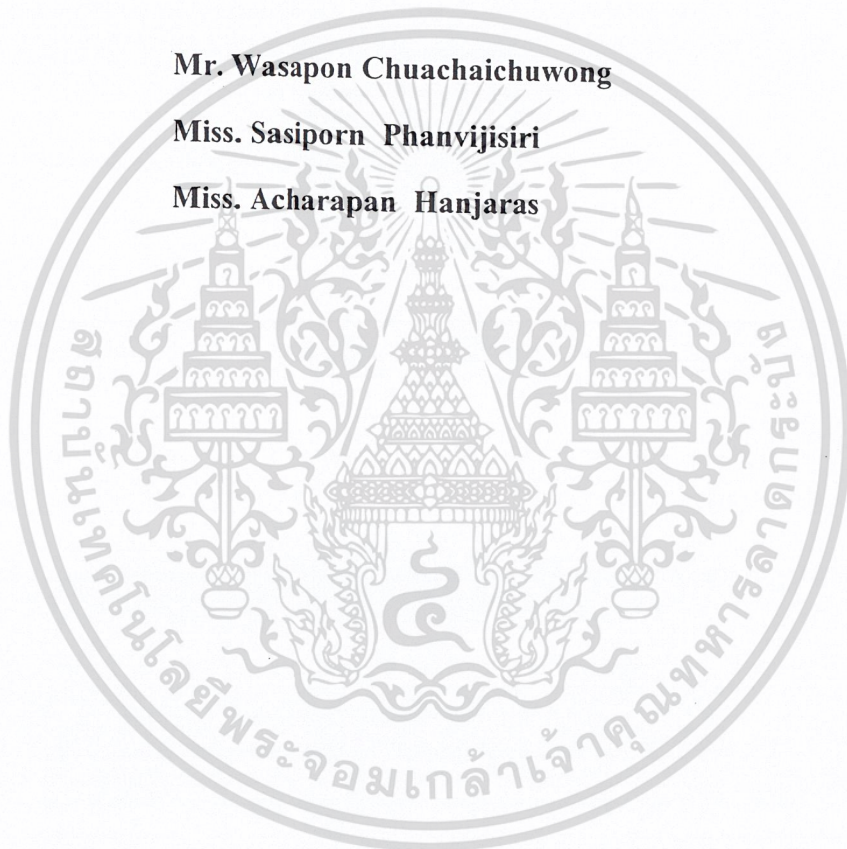 Mr. Wasapon Chuachaichuwong
Miss. Sasiporn Phanvijisiri
Miss. Acharapan Hanjaras
สถาบันเทคโนโลยีพระจอมเกล้าเจ้าคุณทหารลาดกระบัง